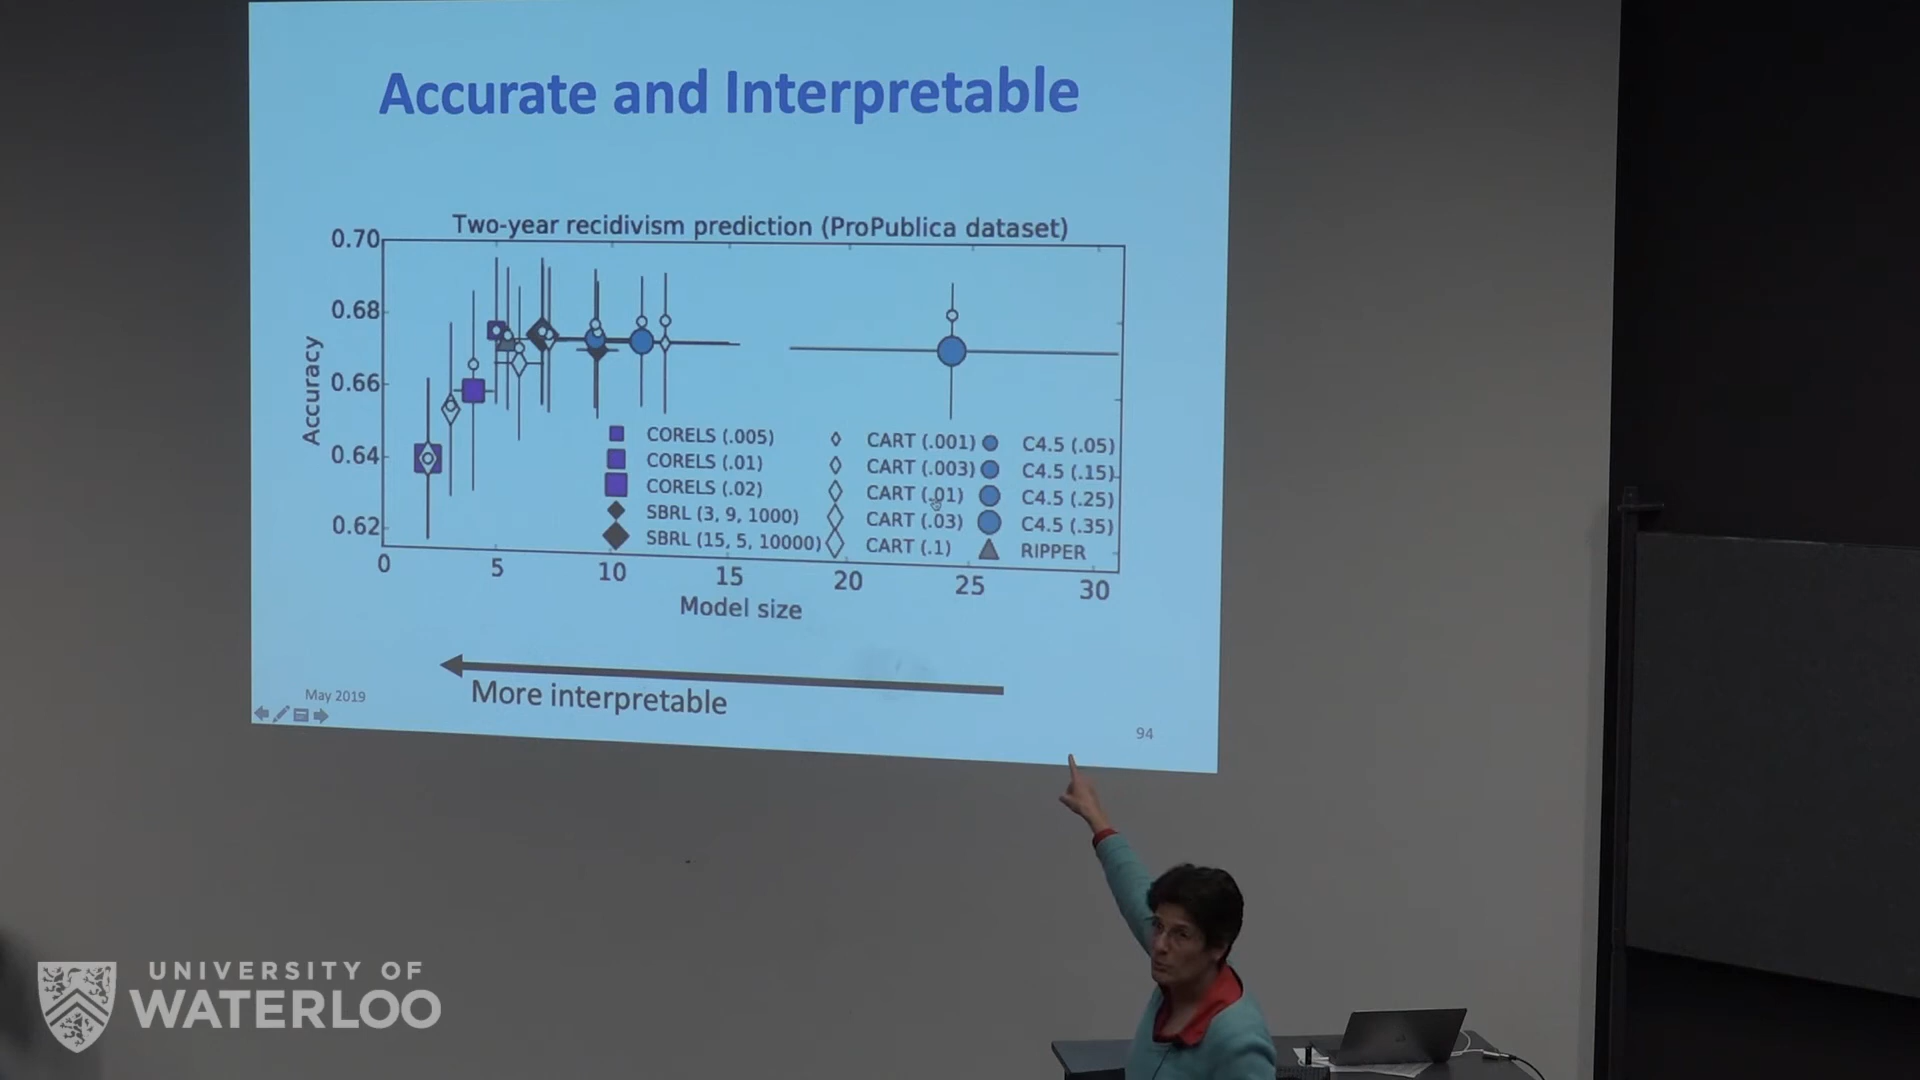 Accurate and Interpretable
Two-year recidivism prediction (ProPublica dataset)
0.70
0.68
0.66
0.64
0.62
Accuracy
CORELS (.005)
CORELS (.01)
CORELS (.02)
SBRL (3, 9, 1000)
SBRL (15, 5, 10000)
CART (.001)
CART (.003)
CART (.01)
CART (.03)
CART (.1)
C4.5 (.05)
C4.5 (.15)
C4.5 (.25)
C4.5 (.35)
RIPPER
0 5 10 15 20 25 30
Model size
More interpretable
May 2019
94
UNIVERSITY OF
WATERLOO